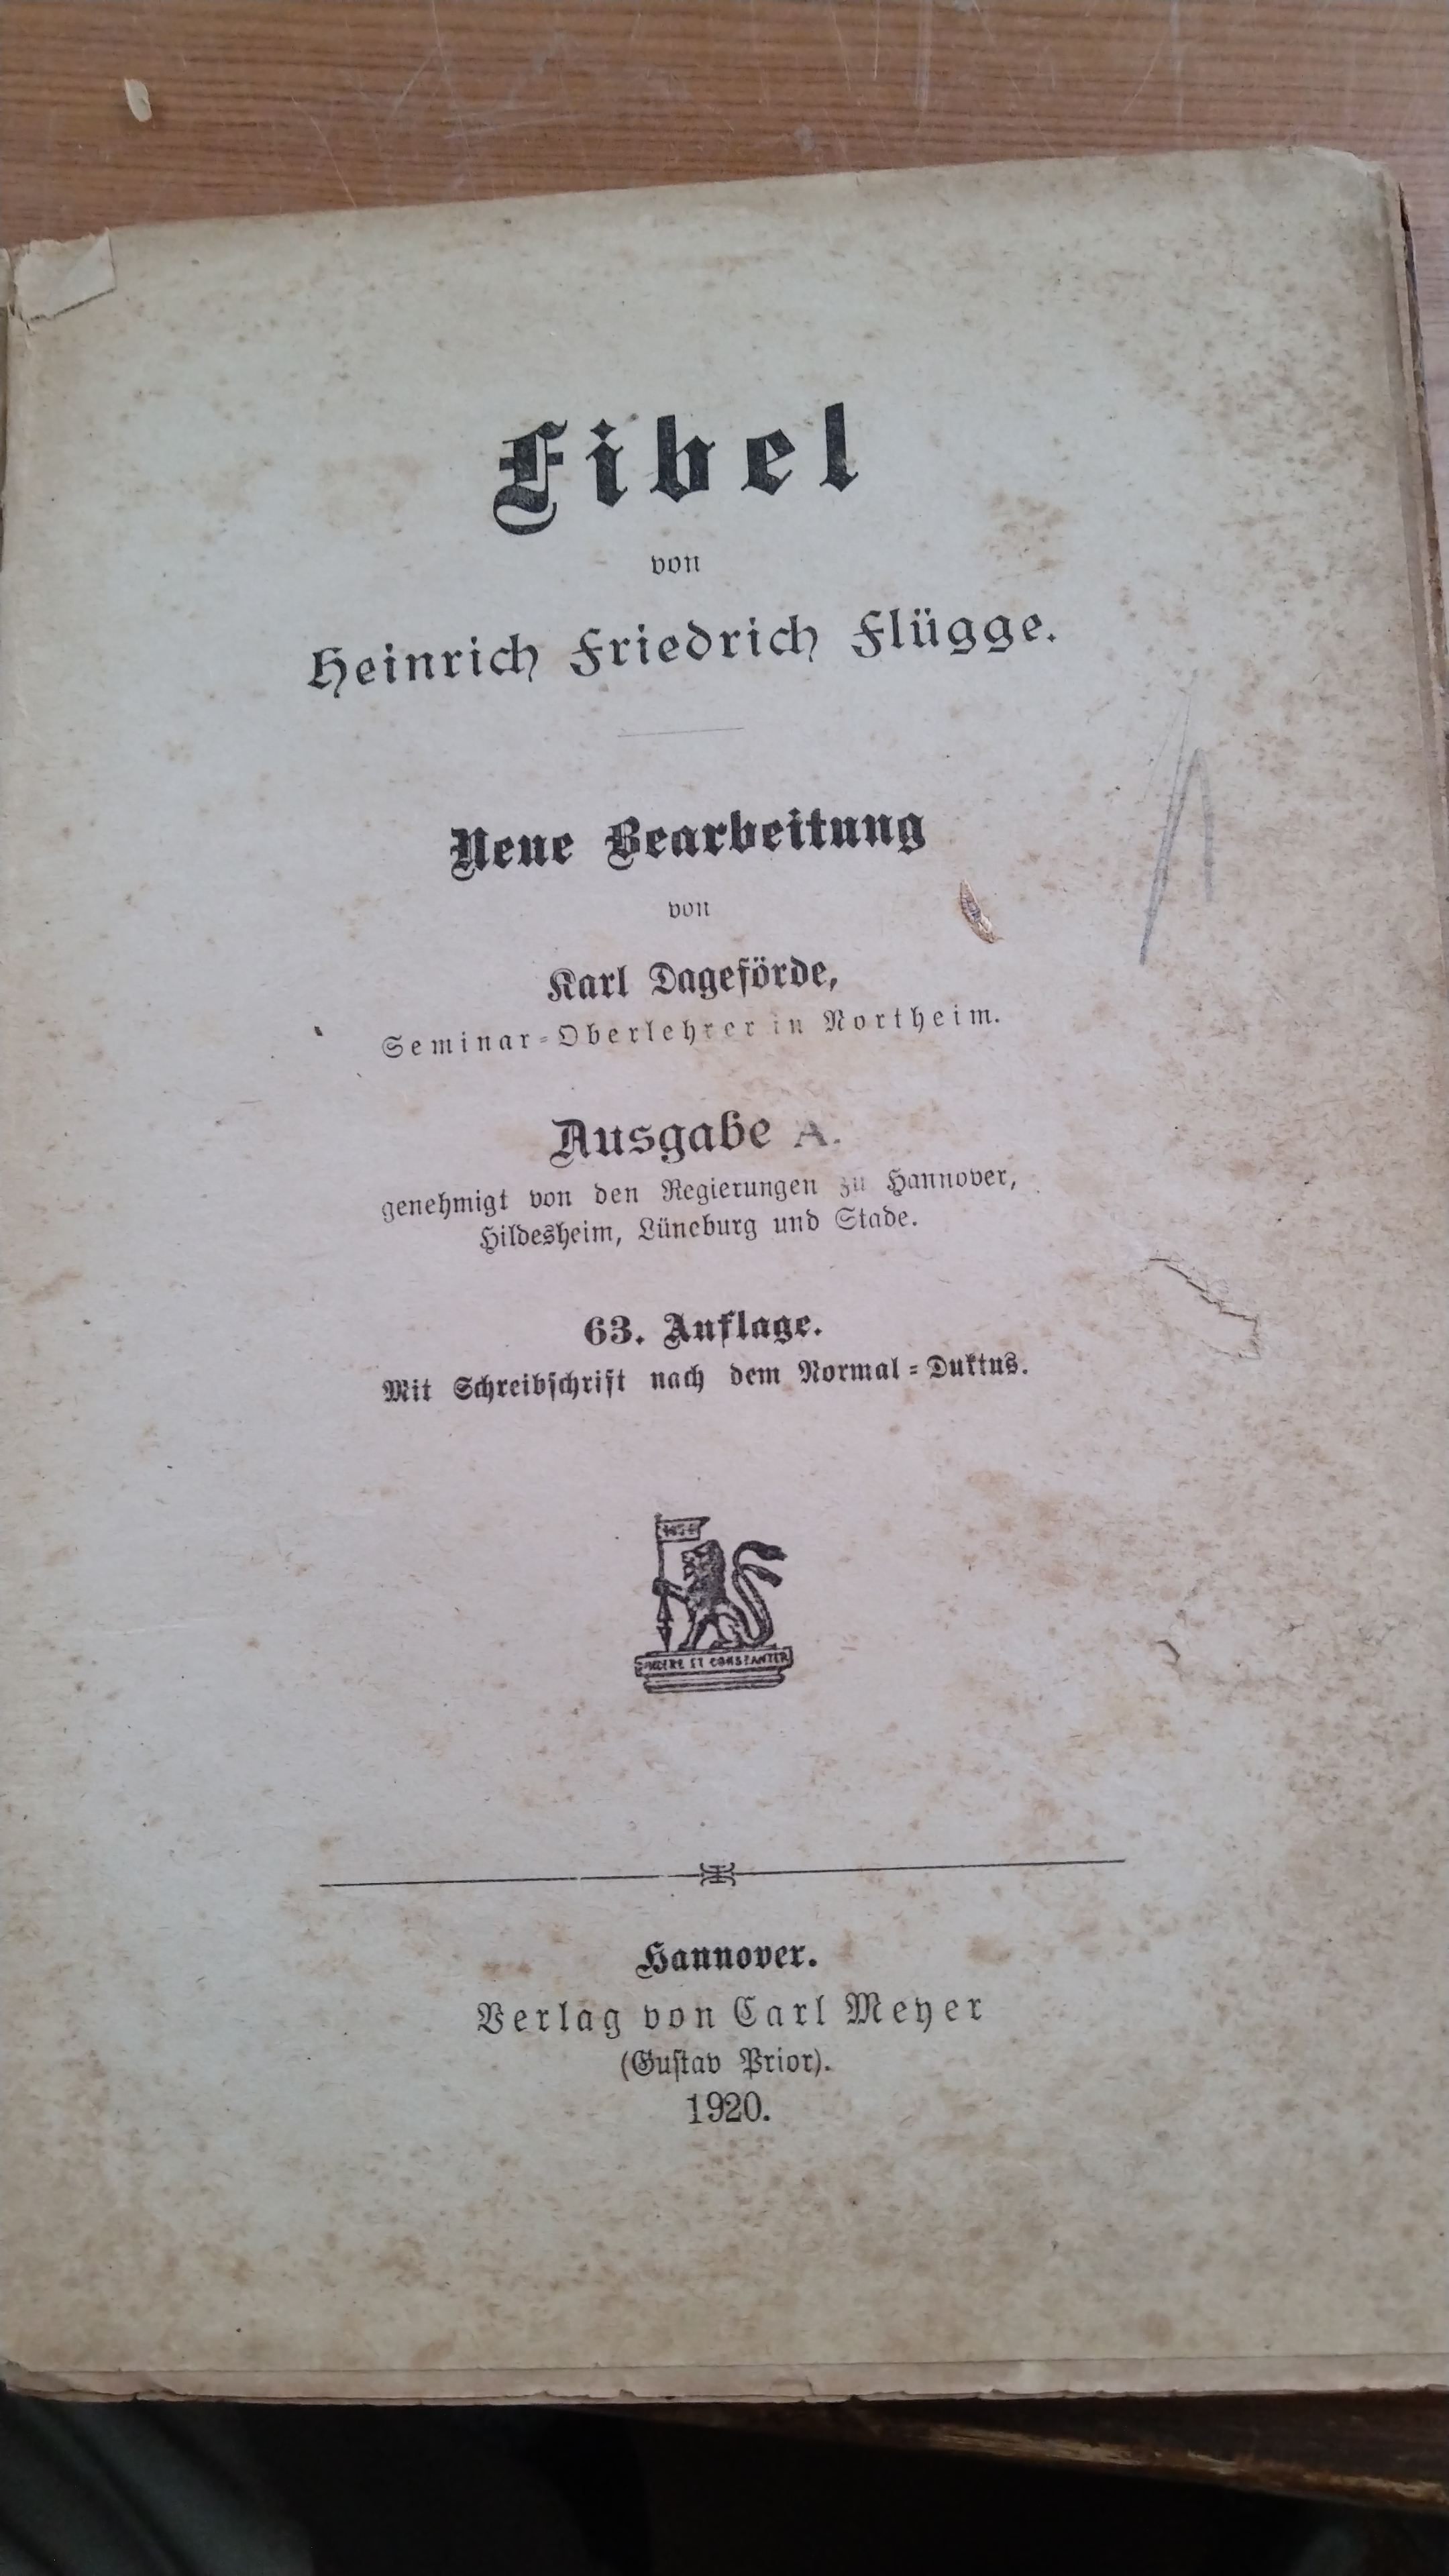 Fibel
von
Heinrich Friedrich Flügge.
Neue Bearbeitung
von
Karl Dageförde,
Seminar=Oberlehrer in Northeim.
Ausgabe A.
genehmigt von den Regierungen zu Hannover,
Hildesheim, Lüneburg und Stade.
63. Auflage.
Mit Schreibschrift nach dem Normal=Duktus.
ET CONSTANTER
Hannover.
Verlag von Carl Meyer
(Gustav Prior).
1920.